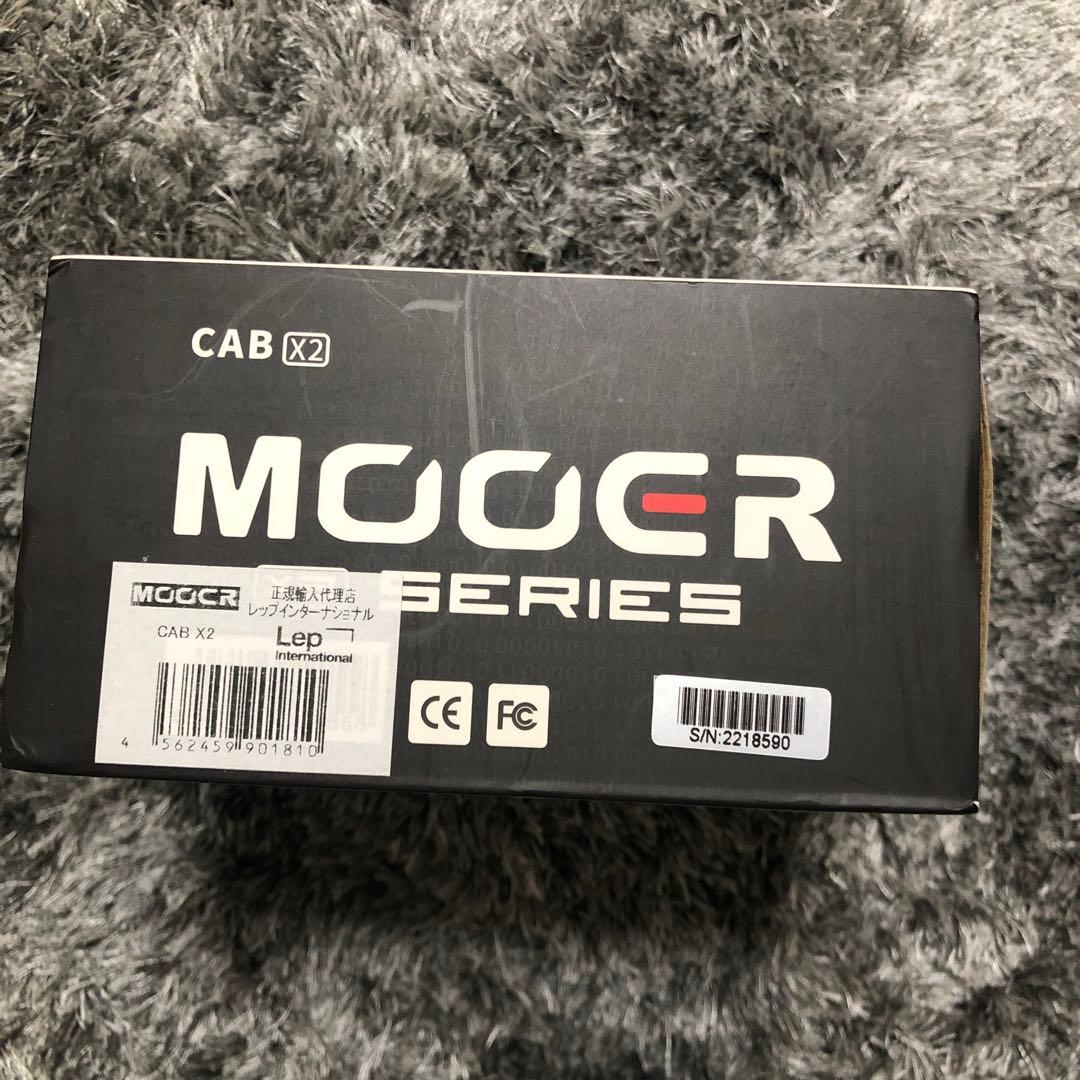 CAB X2
MOOER
SERIES
MOOER
正規輸入代理店
レップインターナショナル
CAB X2
Lep
International
4 562459 901810
CE
FC
S/N:2218590